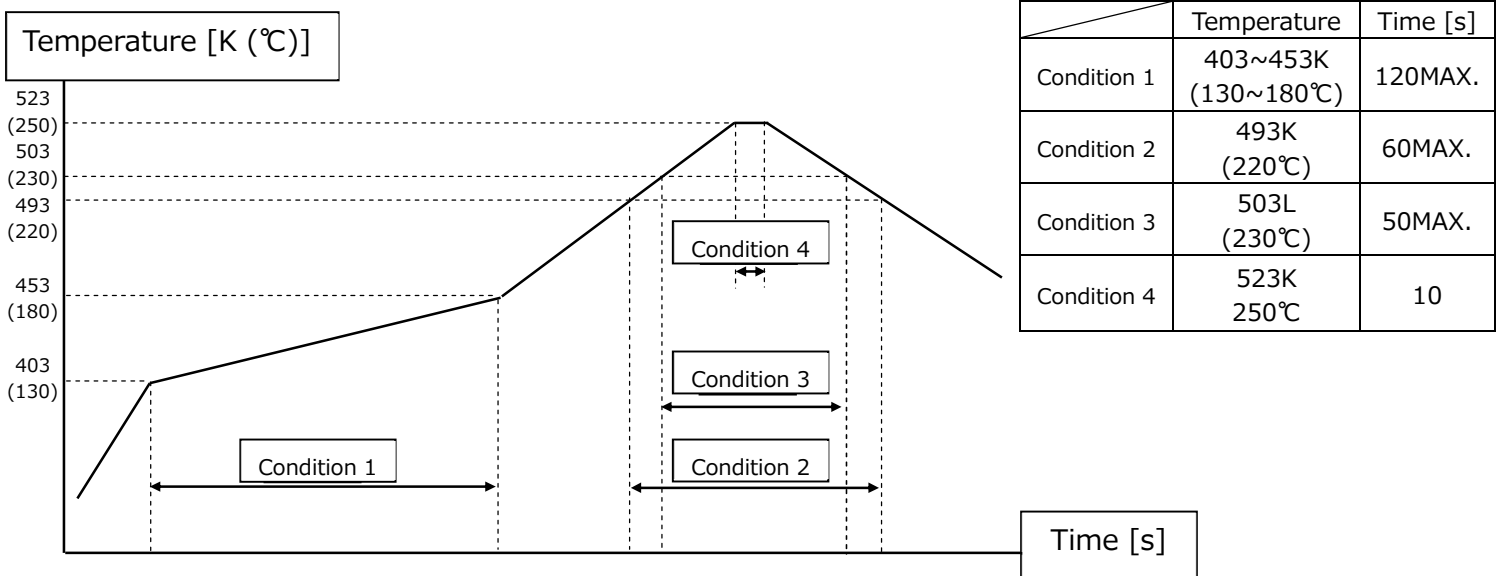 Temperature [K (℃)]
523
(250)
503
(230)
493
(220)
453
(180)
403
(130)
Condition 4
Condition 3
Condition 1
Condition 2
Time [s]
Temperature Time [s]
Condition 1 403~453K (130~180℃) 120MAX.
Condition 2 493K (220℃) 60MAX.
Condition 3 503L (230℃) 50MAX.
Condition 4 523K 250℃ 10